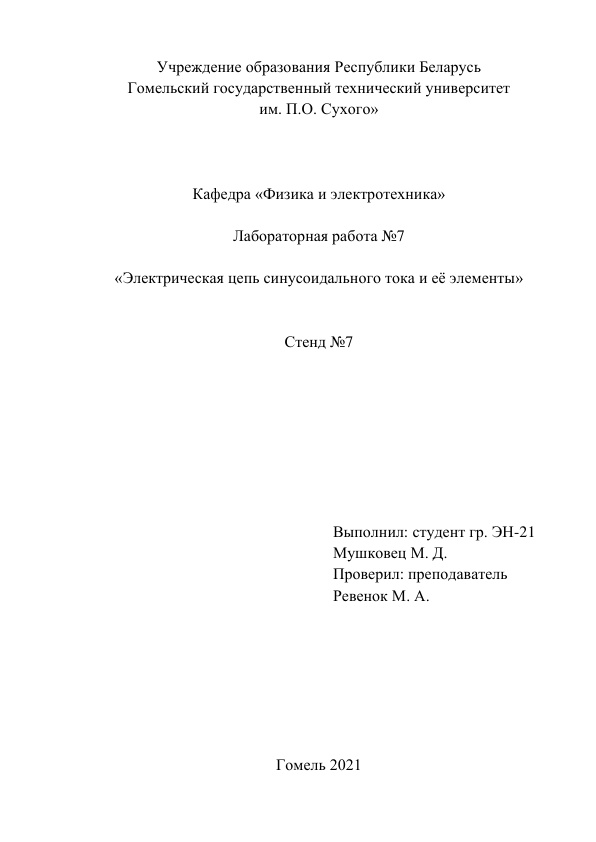 Учреждение образования Республики Беларусь
Гомельский государственный технический университет
им. П.О. Сухого»
Кафедра «Физика и электротехника»
Лабораторная работа №7
«Электрическая цепь синусоидального тока и её элементы»
Стенд №7
Выполнил: студент гр. ЭН-21
Мушковец М. Д.
Проверил: преподаватель
Ревенок М. А.
Гомель 2021